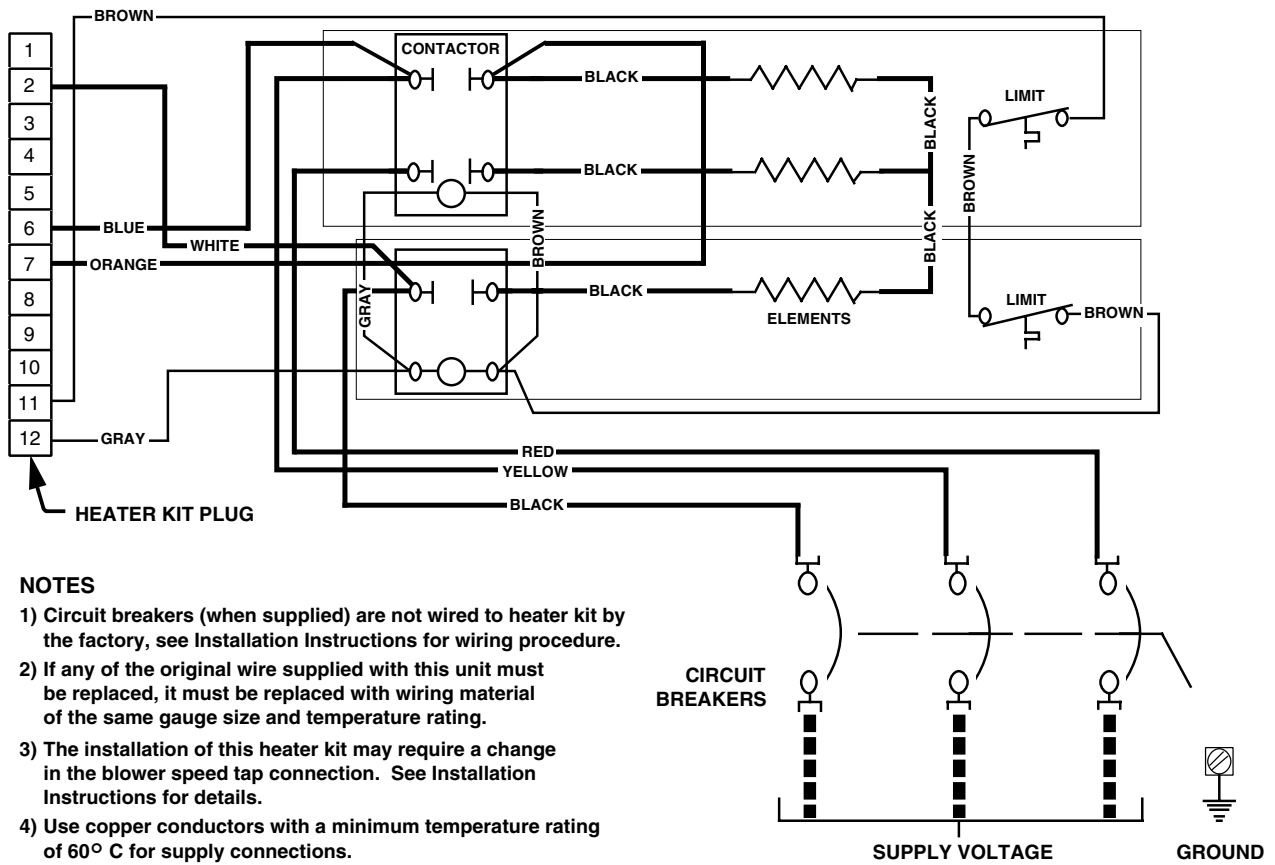 BROWN
1
2
3
4
5
6
7
8
9
10
11
12
CONTACTOR
BLACK
BLACK
LIMIT
BLACK
BROWN
BLUE
WHITE
ORANGE
BROWN
BLACK
GRAY
BLACK
ELEMENTS
LIMIT
BROWN
GRAY
RED
YELLOW
BLACK
HEATER KIT PLUG
NOTES
1) Circuit breakers (when supplied) are not wired to heater kit by
the factory, see Installation Instructions for wiring procedure.
2) If any of the original wire supplied with this unit must
be replaced, it must be replaced with wiring material
of the same gauge size and temperature rating.
3) The installation of this heater kit may require a change
in the blower speed tap connection. See Installation
Instructions for details.
4) Use copper conductors with a minimum temperature rating
of 60° C for supply connections.
CIRCUIT
BREAKERS
SUPPLY VOLTAGE
GROUND